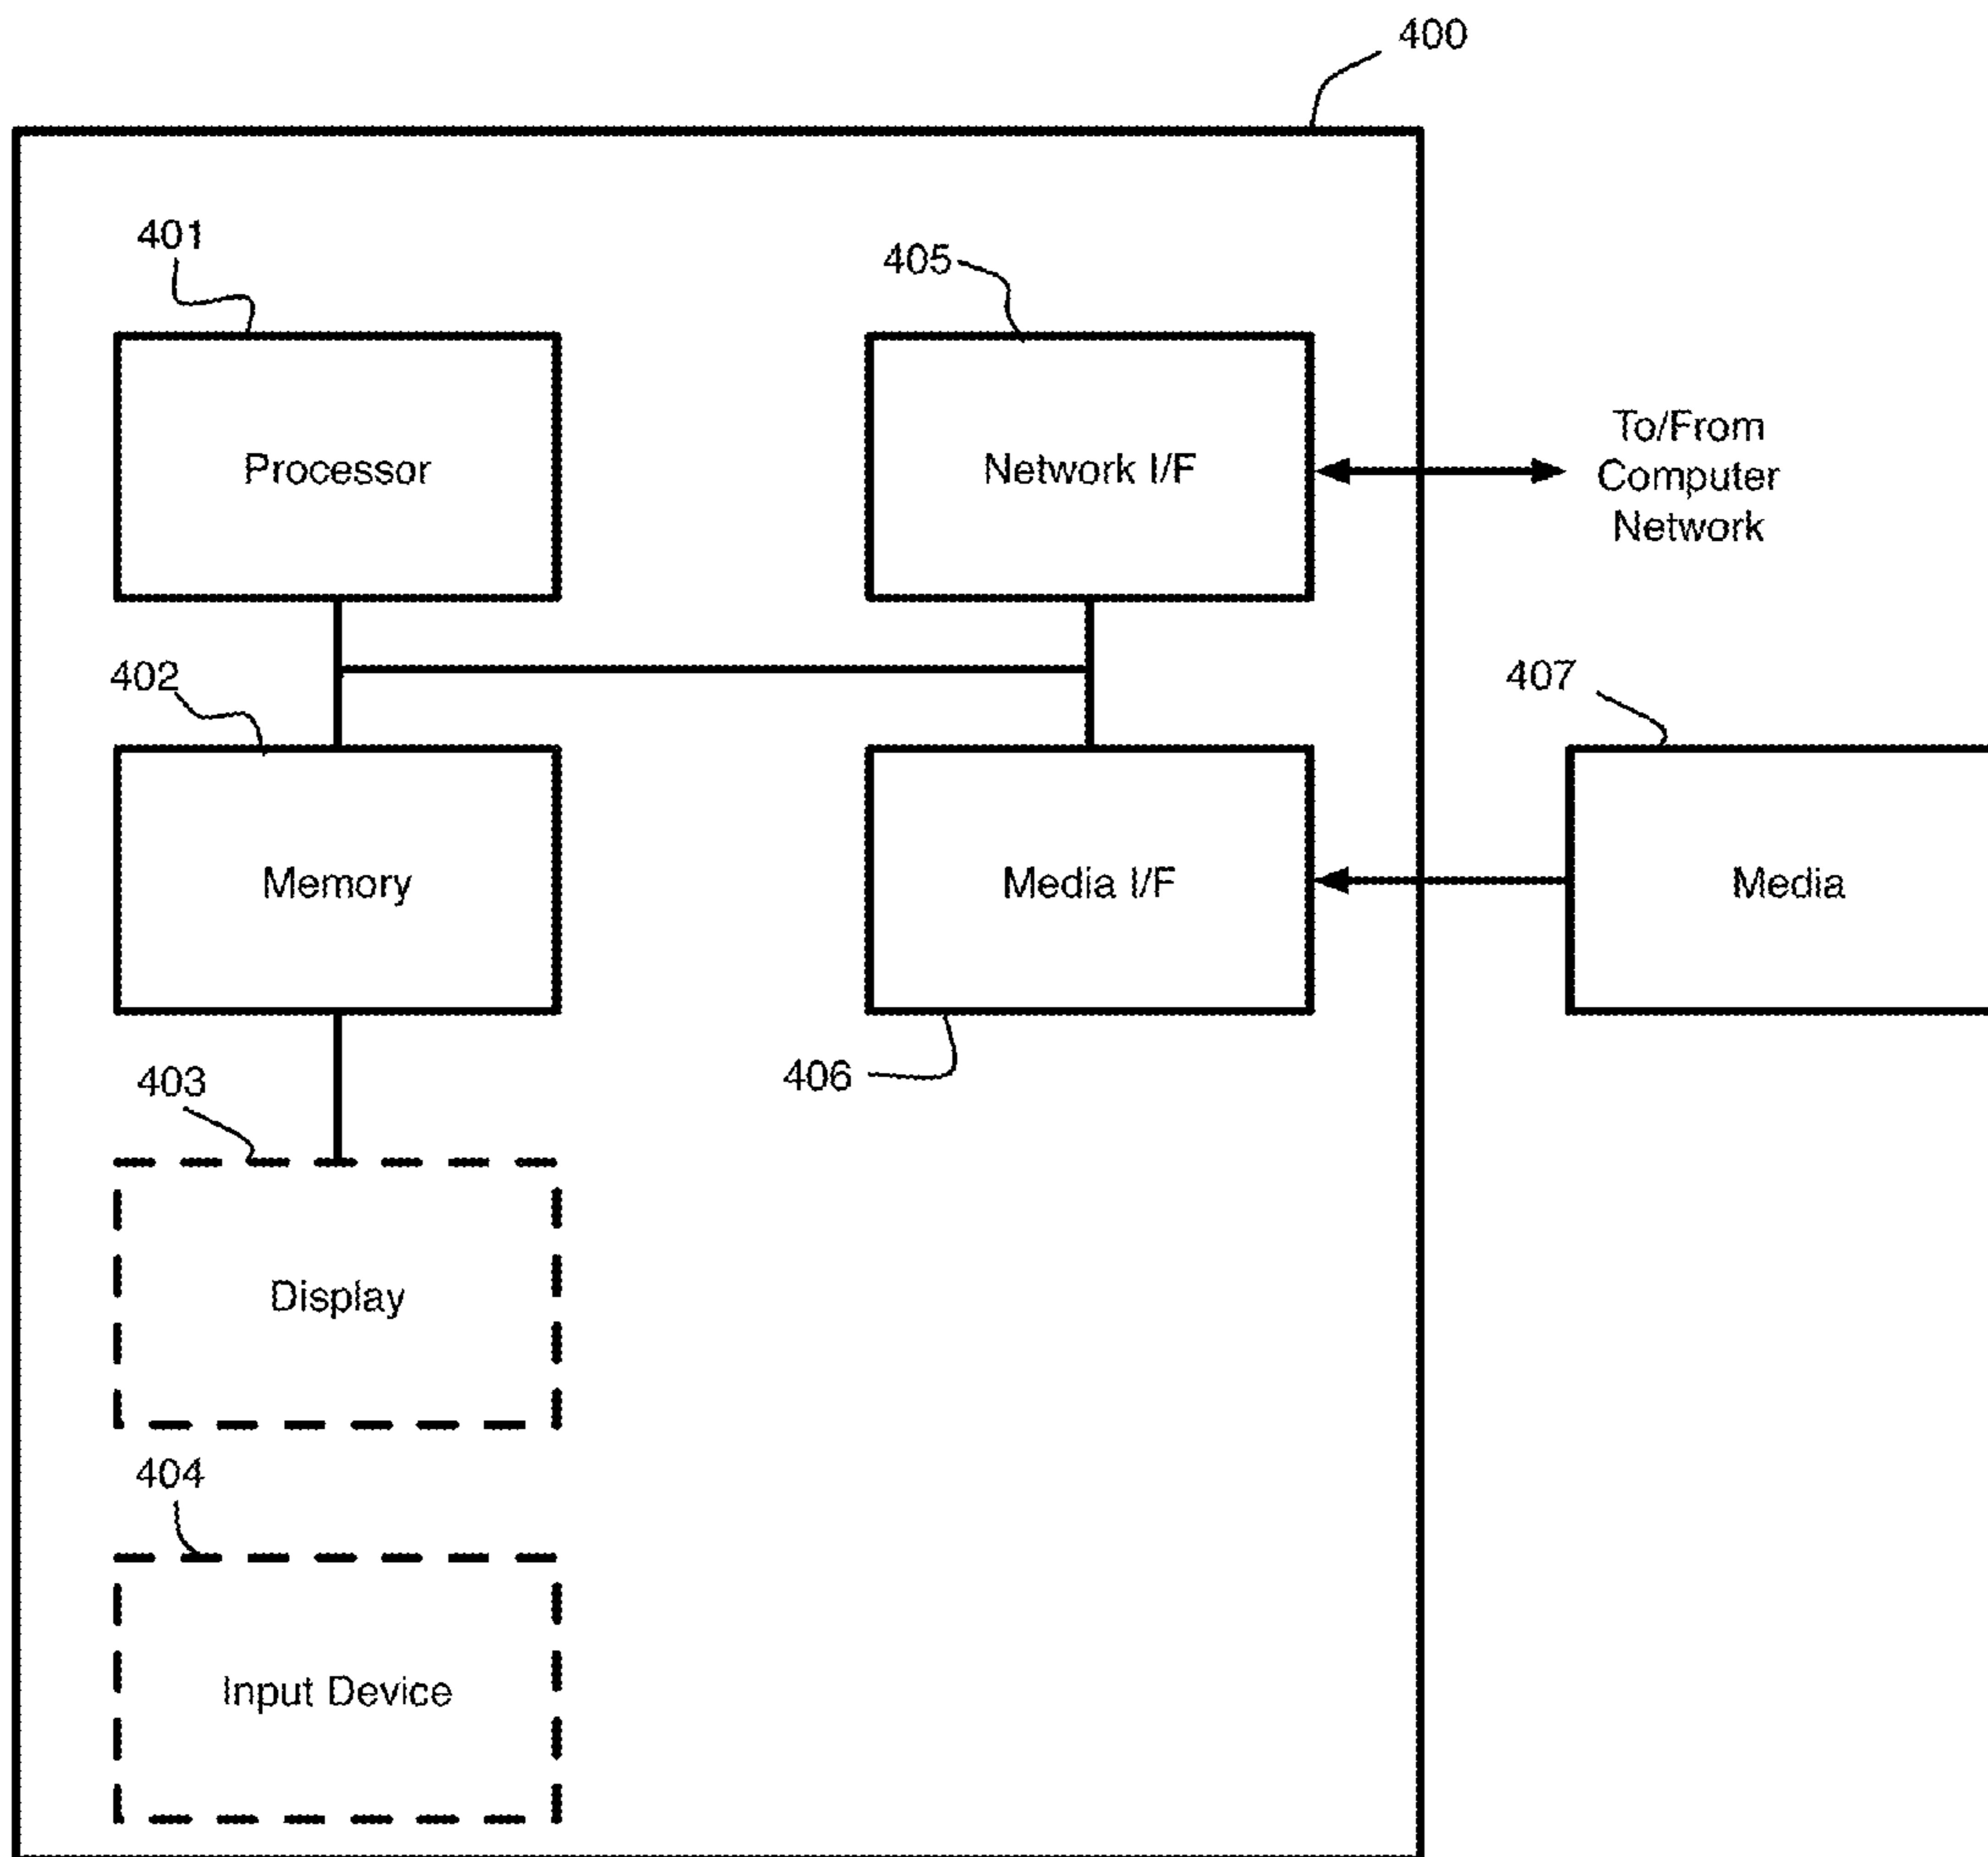 400
401
405
Processor
Network I/F
To/From
Computer
Network
402
407
Memory
Media I/F
Media
403
406
Display
404
Input Device